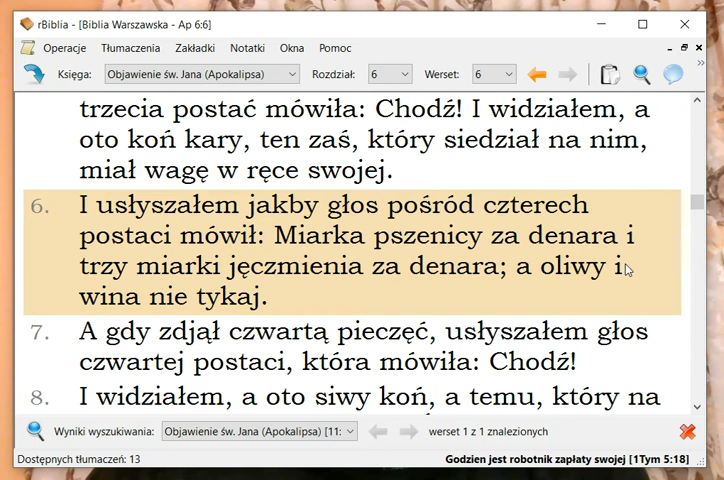 rBiblia - [Biblia Warszawska - Ap 6:6]
Operacje Tłumaczenia Zakładki Notatki Okna Pomoc
Księga: Objawienie św. Jana (Apokalipsa) Rozdział: 6 Werset: 6
trzecia postać mówiła: Chodź! I widziałem, a
oto koń kary, ten zaś, który siedział na nim,
miał wagę w ręce swojej.
6. I usłyszałem jakby głos pośród czterech
postaci mówił: Miarka pszenicy za denara i
trzy miarki jęczmienia za denara; a oliwy i
wina nie tykaj.
7. A gdy zdjął czwartą pieczęć, usłyszałem głos
czwartej postaci, która mówiła: Chodź!
8. I widziałem, a oto siwy koń, a temu, który na
Wyniki wyszukiwania: Objawienie św. Jana (Apokalipsa) [11: werset 1 z 1 znalezionych
Dostępnych tłumaczeń: 13 Godzien jest robotnik zapłaty swojej [1Tym 5:18]